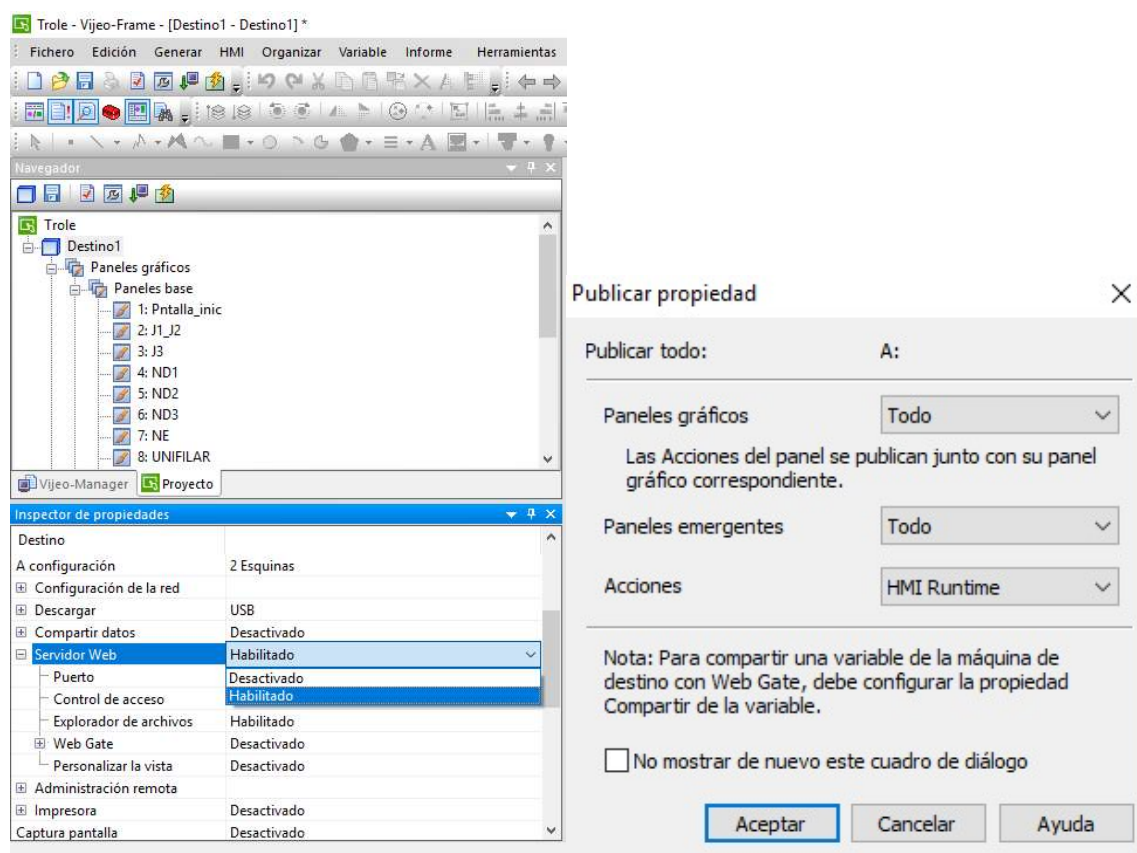 Trole - Vijeo-Frame - [Destino1 - Destino1] *
Fichero Edición Generar HMI Organizar Variable Informe Herramientas
Navegador
Trole
Destino1
Paneles gráficos
Paneles base
1: Pntalla_inic
2: J1_J2
3: J3
4: ND1
5: ND2
6: ND3
7: NE
8: UNIFILAR
Vijeo-Manager Proyecto
Inspector de propiedades
Destino
A configuración 2 Esquinas
Configuración de la red
Descargar USB
Compartir datos Desactivado
Servidor Web Habilitado
Puerto Desactivado
Control de acceso Habilitado
Explorador de archivos Habilitado
Web Gate Desactivado
Personalizar la vista Desactivado
Administración remota
Impresora Desactivado
Captura pantalla Desactivado
Publicar propiedad
Publicar todo: A:
Paneles gráficos Todo
Las Acciones del panel se publican junto con su panel
gráfico correspondiente.
Paneles emergentes Todo
Acciones HMI Runtime
Nota: Para compartir una variable de la máquina de
destino con Web Gate, debe configurar la propiedad
Compartir de la variable.
No mostrar de nuevo este cuadro de diálogo
Aceptar Cancelar Ayuda